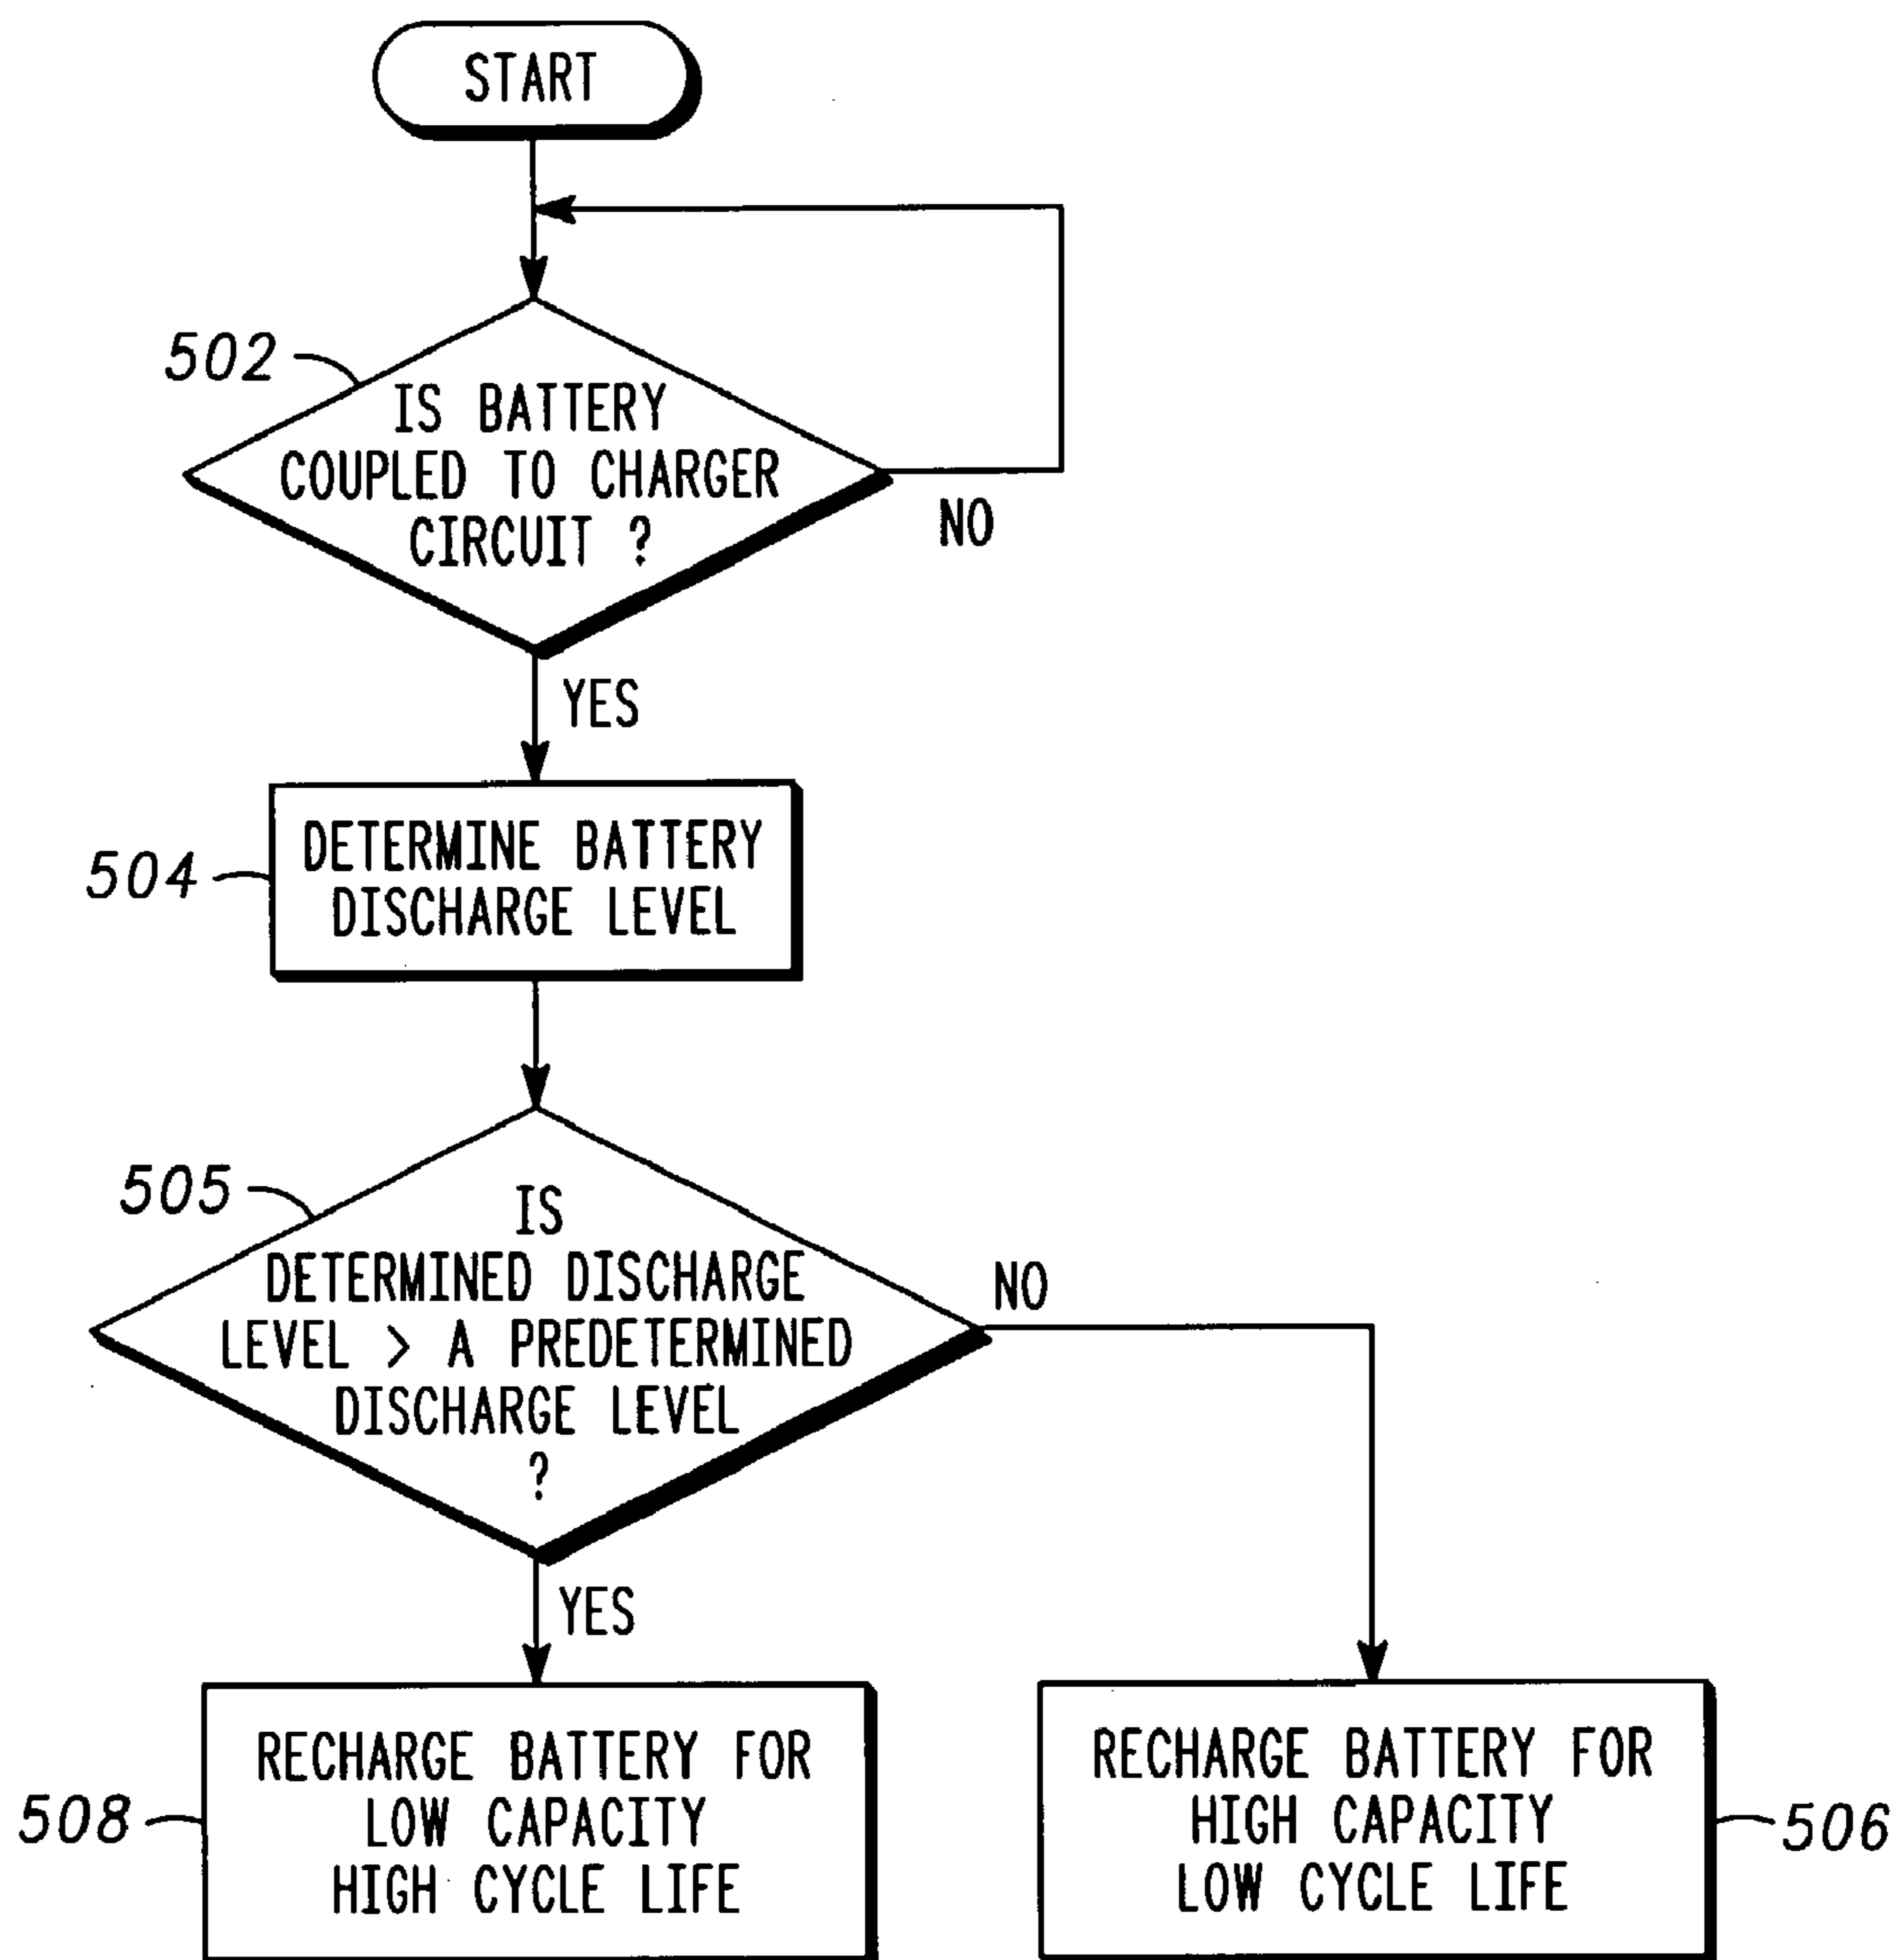 START
502
IS BATTERY
COUPLED TO CHARGER
CIRCUIT ?
NO
YES
504
DETERMINE BATTERY
DISCHARGE LEVEL
505
IS
DETERMINED DISCHARGE
LEVEL > A PREDETERMINED
DISCHARGE LEVEL
?
NO
YES
508
RECHARGE BATTERY FOR
LOW CAPACITY
HIGH CYCLE LIFE
RECHARGE BATTERY FOR
HIGH CAPACITY
LOW CYCLE LIFE
506